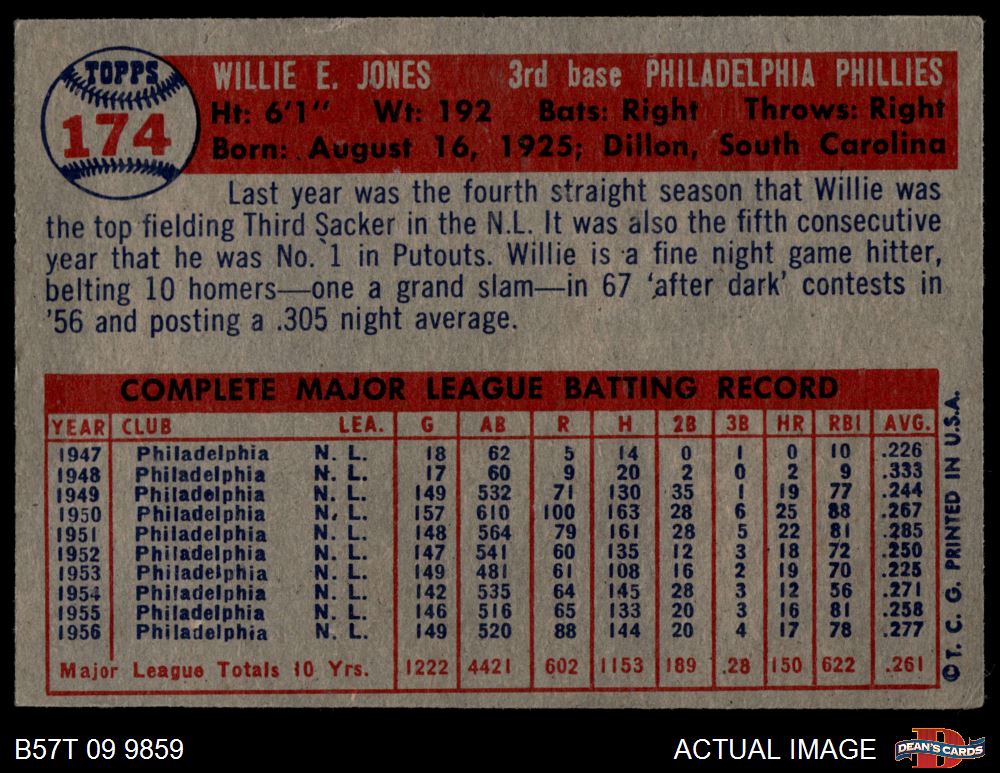 TOPPS
174
WILLIE E. JONES 3rd base PHILADELPHIA PHILLIES
Ht: 6'1" Wt: 192 Bats: Right Throws: Right
Born: August 16, 1925; Dillon, South Carolina
Last year was the fourth straight season that Willie was
the top fielding Third Sacker in the N.L. It was also the fifth consecutive
year that he was No. 1 in Putouts. Willie is a fine night game hitter,
belting 10 homers—one a grand slam—in 67 'after dark' contests in
'56 and posting a .305 night average.
COMPLETE MAJOR LEAGUE BATTING RECORD
YEAR CLUB LEA. G AB R H 2B 3B HR RBI AVG.
1947 Philadelphia N. L. 18 62 5 14 0 1 0 10 .226
1948 Philadelphia N. L. 17 60 9 20 2 0 2 9 .333
1949 Philadelphia N. L. 149 532 71 130 35 1 19 77 .244
1950 Philadelphia N. L. 157 610 100 163 28 6 25 88 .267
1951 Philadelphia N. L. 148 564 79 161 28 5 22 81 .285
1952 Philadelphia N. L. 147 541 60 135 12 3 18 72 .250
1953 Philadelphia N. L. 149 481 61 108 16 2 19 70 .225
1954 Philadelphia N. L. 142 535 64 145 28 3 12 56 .271
1955 Philadelphia N. L. 146 516 65 133 20 3 16 81 .258
1956 Philadelphia N. L. 149 520 88 144 20 4 17 78 .277
Major League Totals 10 Yrs. 1222 4421 602 1153 189 .28 150 622 .261
© T. C. G. PRINTED IN U.S.A.
B57T 09 9859 ACTUAL IMAGE
DEAN'S CARDS